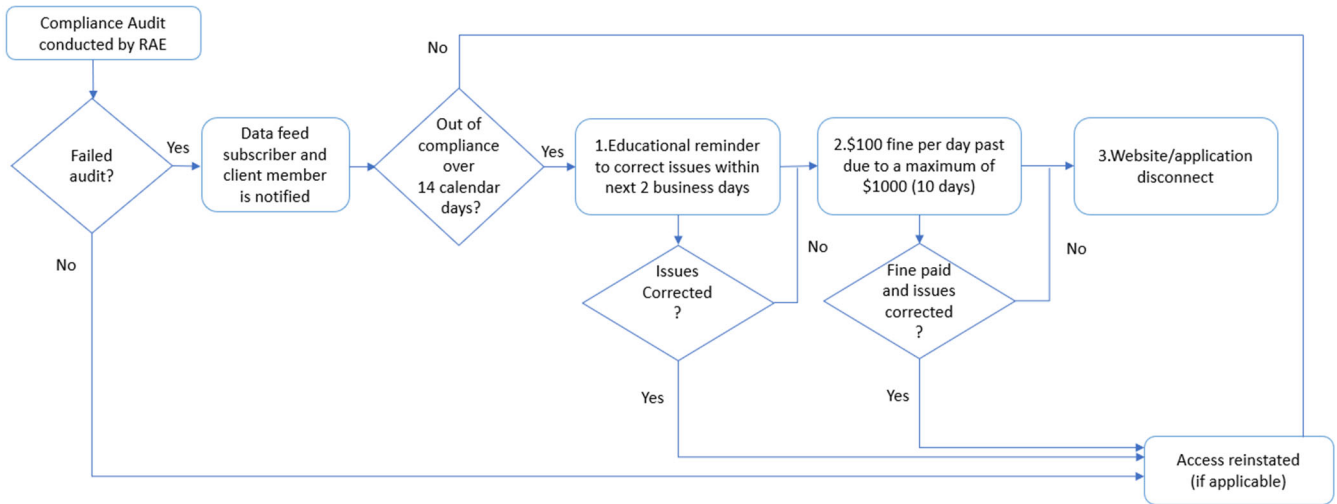 Compliance Audit
conducted by RAE
Failed
audit?
Yes
No
Data feed
subscriber and
client member
is notified
No
Out of
compliance
over
14 calendar
days?
Yes
1.Educational reminder
to correct issues within
next 2 business days
Issues
Corrected
?
No
Yes
2.$100 fine per day past
due to a maximum of
$1000 (10 days)
Fine paid
and issues
corrected
?
No
Yes
3.Website/application
disconnect
Access reinstated
(if applicable)